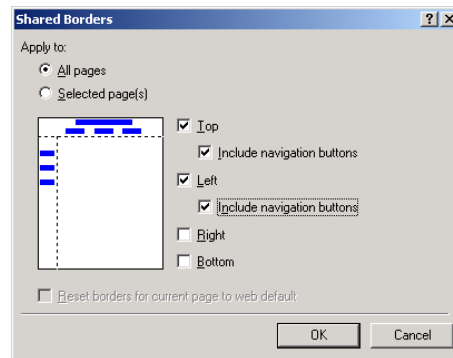 Shared Borders
Apply to:
All pages
Selected page(s)
Top
Include navigation buttons
Left
Include navigation buttons
Right
Bottom
Reset borders for current page to web default
OK Cancel